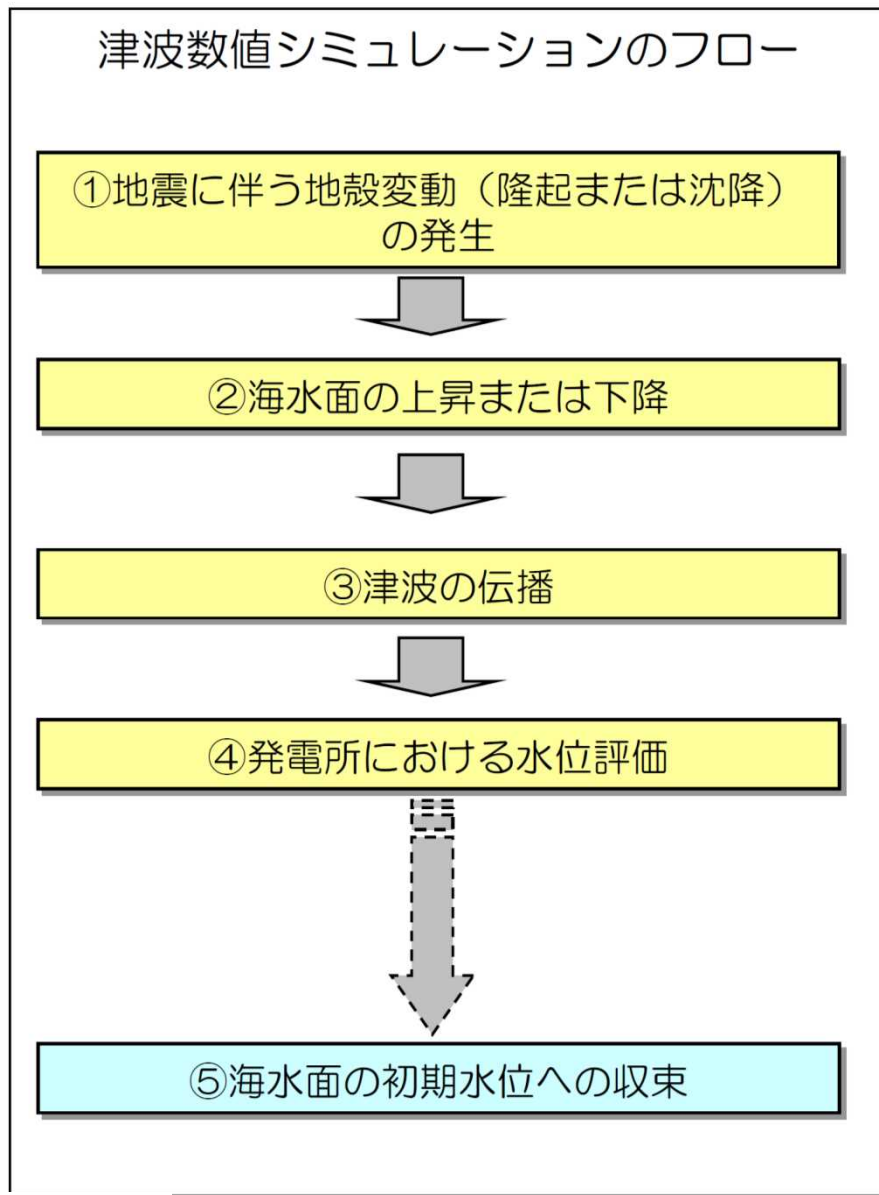 津波数値シミュレーションのフロー
①地震に伴う地殻変動（隆起または沈降）
の発生
②海水面の上昇または下降
③津波の伝播
④発電所における水位評価
⑤海水面の初期水位への収束